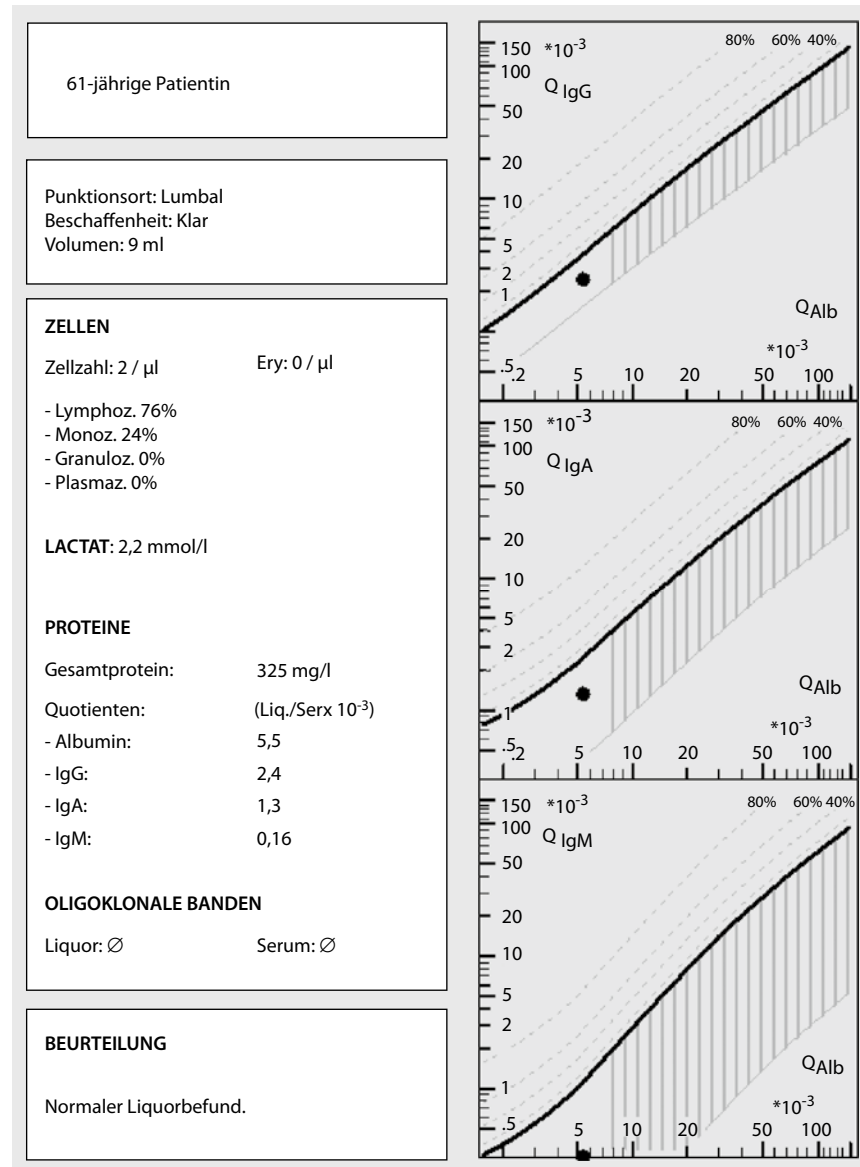 61-jährige Patientin
Punktionsort: Lumbal
Beschaffenheit: Klar
Volumen: 9 ml
ZELLEN
Zellzahl: 2 / µl Ery: 0 / µl
- Lymphoz. 76%
- Monoz. 24%
- Granuloz. 0%
- Plasmaz. 0%
LACTAT: 2,2 mmol/l
PROTEINE
Gesamtprotein: 325 mg/l
Quotienten: (Liq./Serx 10-3)
- Albumin: 5,5
- IgG: 2,4
- IgA: 1,3
- IgM: 0,16
OLIGOKLONALE BANDEN
Liquor: ∅ Serum: ∅
BEURTEILUNG
Normaler Liquorbefund.
150 *10-3 80% 60% 40%
100
Q IgG
50
20
10
5
2
1
QAlb
*10-3
.5 .2 5 10 20 50 100
150 *10-3 80% 60% 40%
100
Q IgA
50
20
10
5
2
QAlb
1
*10-3
.5 .2 5 10 20 50 100
150 *10-3 80% 60% 40%
100
Q IgM
50
20
10
5
2
QAlb
1
*10-3
.5 5 10 20 50 100